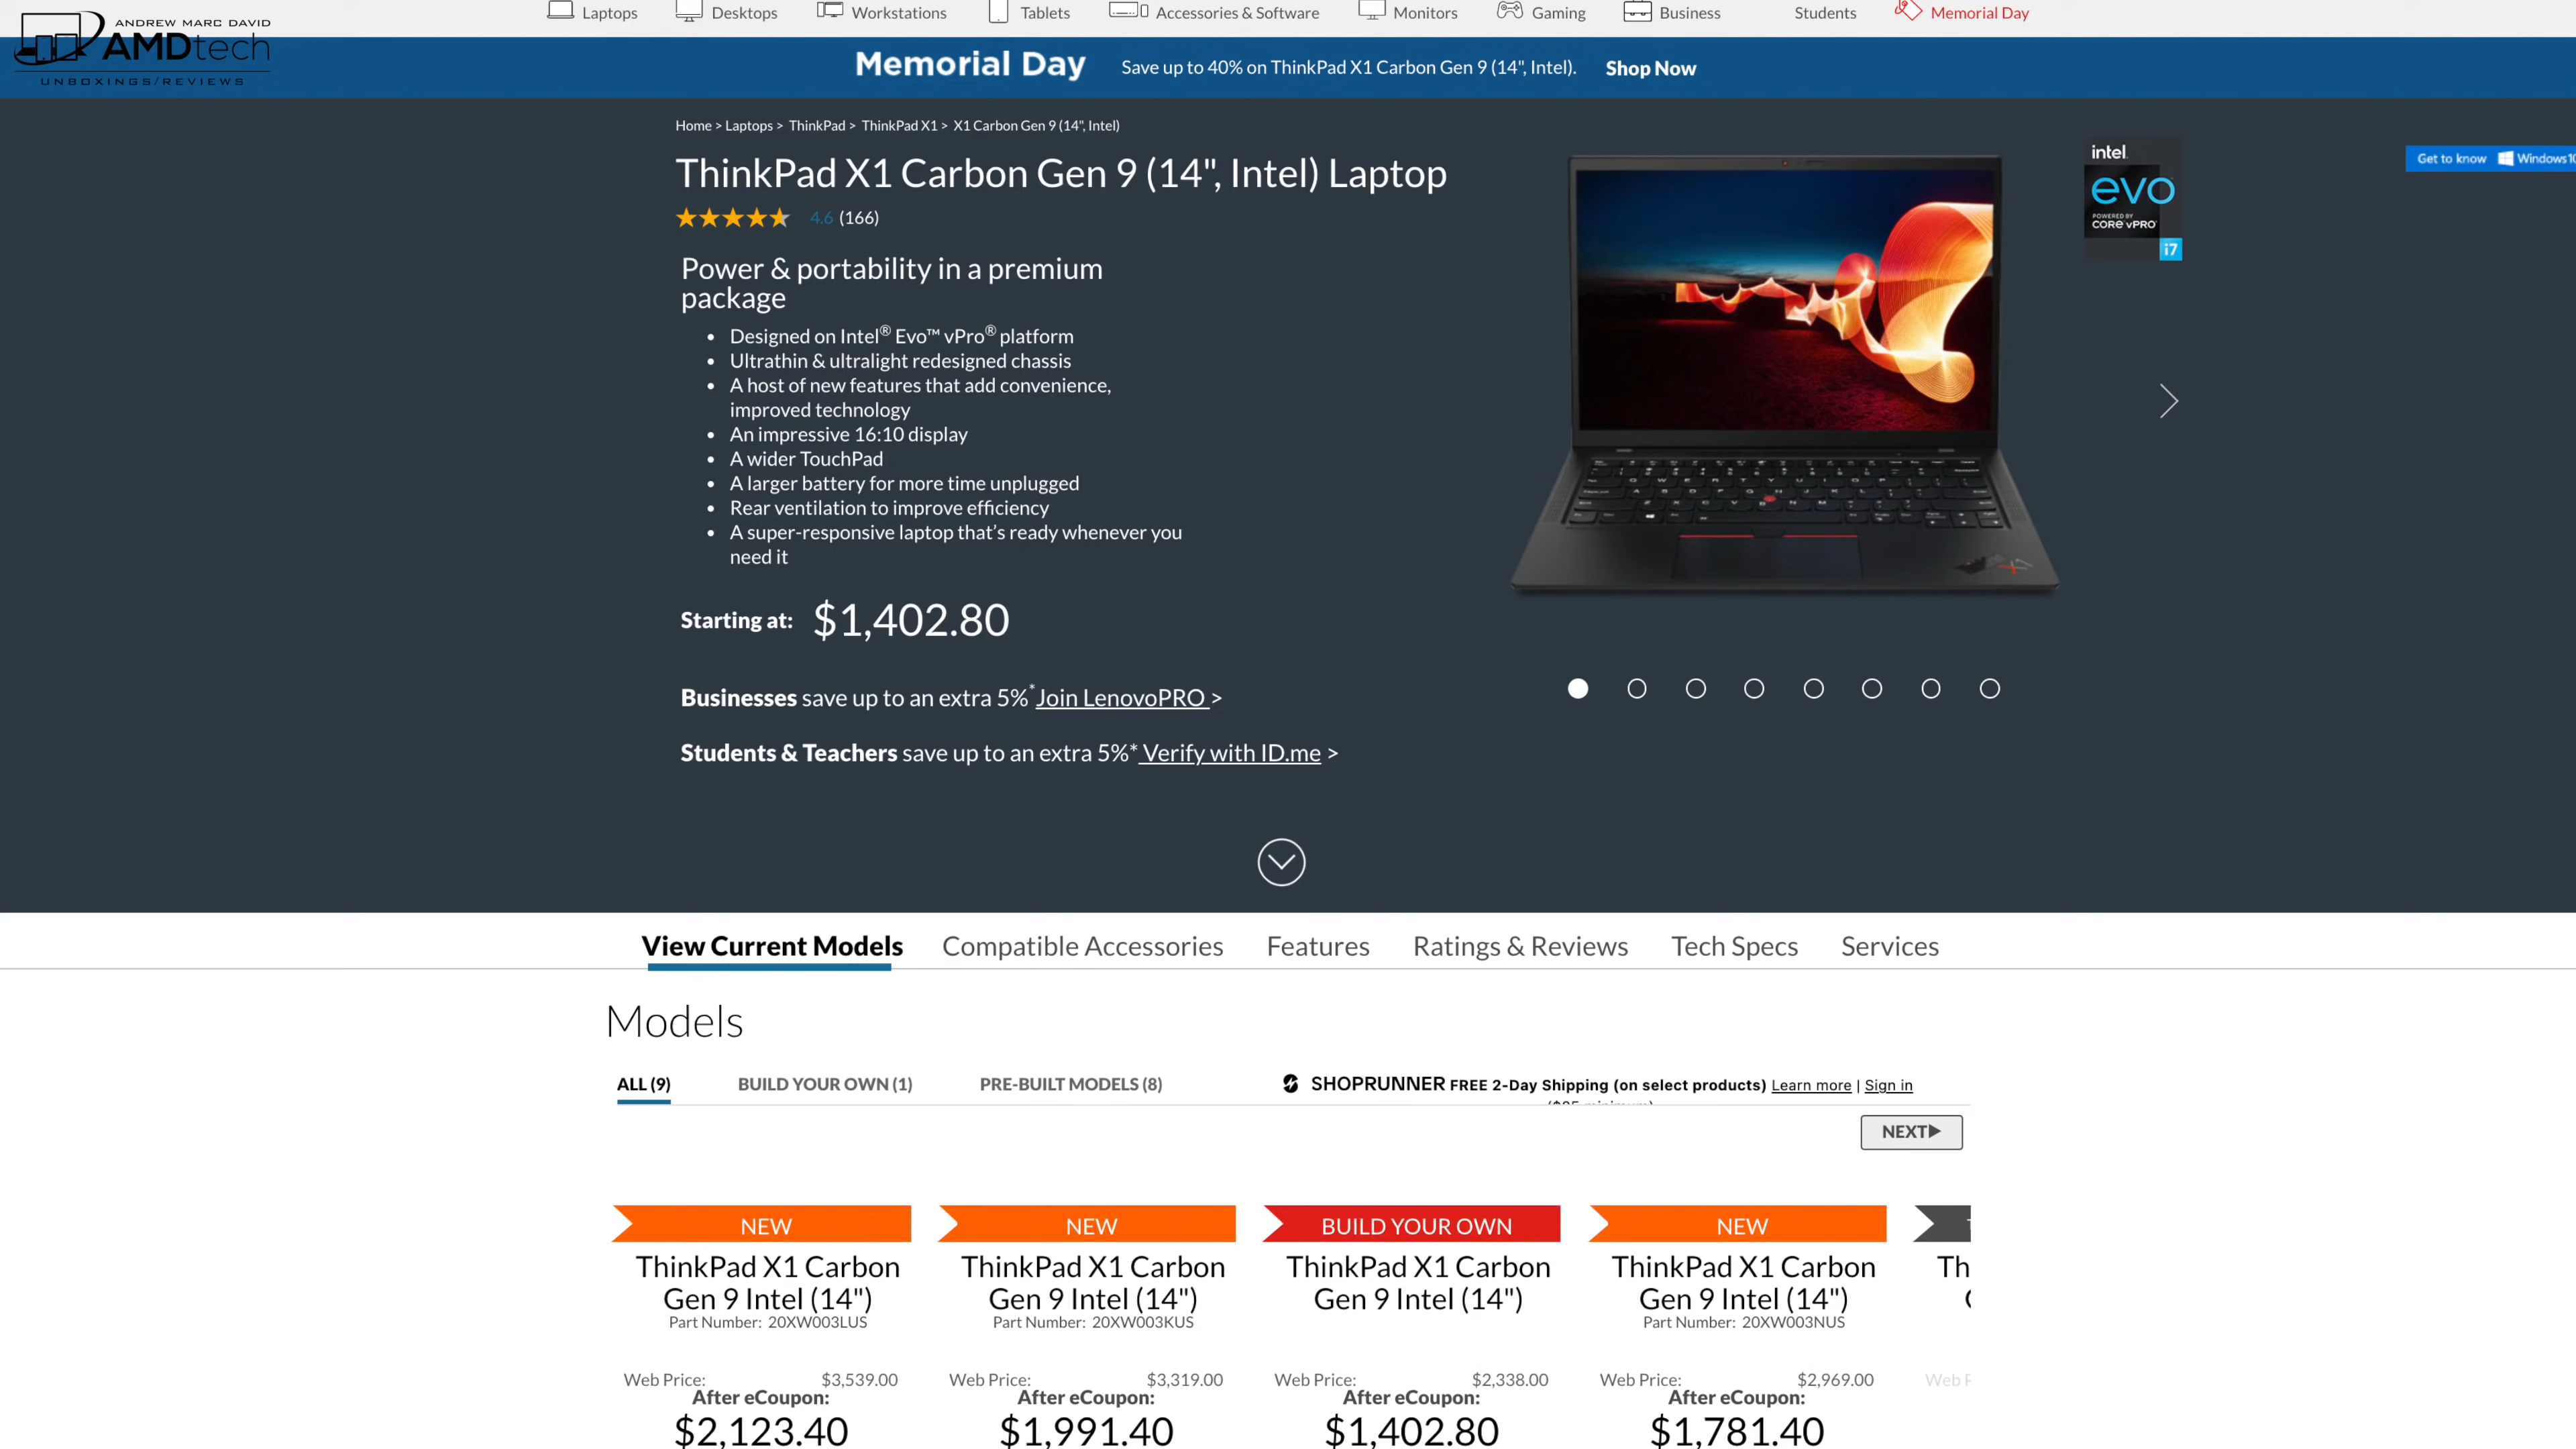 Laptops Desktops Workstations Tablets Accessories & Software Monitors Gaming Business Students Memorial Day
ANDREW MARC DAVID
AMDtech
UNBOXINGS/REVIEWS
Memorial Day Save up to 40% on ThinkPad X1 Carbon Gen 9 (14", Intel). Shop Now
Home > Laptops > ThinkPad > ThinkPad X1 > X1 Carbon Gen 9 (14", Intel)
ThinkPad X1 Carbon Gen 9 (14", Intel) Laptop
4.6 (166)
Power & portability in a premium
package
• Designed on Intel® Evo™ vPro® platform
• Ultrathin & ultralight redesigned chassis
• A host of new features that add convenience,
improved technology
• An impressive 16:10 display
• A wider TouchPad
• A larger battery for more time unplugged
• Rear ventilation to improve efficiency
• A super-responsive laptop that's ready whenever you
need it
Starting at: $1,402.80
Businesses save up to an extra 5%* Join LenovoPRO >
Students & Teachers save up to an extra 5%* Verify with ID.me >
intel
evo
POWERED BY
CORE vPRO
i7
Get to know Windows 10
View Current Models Compatible Accessories Features Ratings & Reviews Tech Specs Services
Models
ALL (9) BUILD YOUR OWN (1) PRE-BUILT MODELS (8) SHOPRUNNER FREE 2-Day Shipping (on select products) Learn more | Sign in
NEXT▶
NEW NEW BUILD YOUR OWN NEW
ThinkPad X1 Carbon ThinkPad X1 Carbon ThinkPad X1 Carbon ThinkPad X1 Carbon Th
Gen 9 Intel (14") Gen 9 Intel (14") Gen 9 Intel (14") Gen 9 Intel (14")
Part Number: 20XW003LUS Part Number: 20XW003KUS Part Number: 20XW003NUS
Web Price: $3,539.00 Web Price: $3,319.00 Web Price: $2,338.00 Web Price: $2,969.00 Web
After eCoupon: After eCoupon: After eCoupon: After eCoupon:
$2,123.40 $1,991.40 $1,402.80 $1,781.40